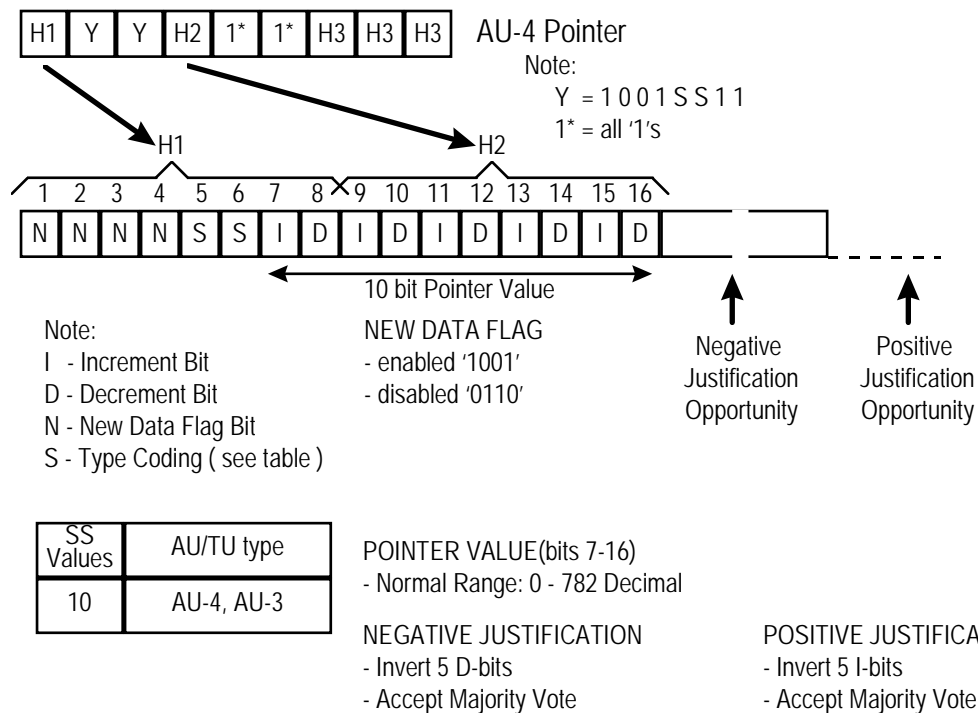 H1 Y Y H2 1* 1* H3 H3 H3 AU-4 Pointer
Note:
Y = 1 0 0 1 S S 1 1
1* = all ‘1’s
H1 H2
1 2 3 4 5 6 7 8 9 10 11 12 13 14 15 16
N N N N S S I D I D I D I D I D
10 bit Pointer Value
Note:
I - Increment Bit
D - Decrement Bit
N - New Data Flag Bit
S - Type Coding ( see table )
NEW DATA FLAG
- enabled ‘1001’
- disabled ‘0110’
Negative
Justification
Opportunity
Positive
Justification
Opportunity
SS
Values AU/TU type
10 AU-4, AU-3
POINTER VALUE(bits 7-16)
- Normal Range: 0 - 782 Decimal
NEGATIVE JUSTIFICATION
- Invert 5 D-bits
- Accept Majority Vote
POSITIVE JUSTIFICA
- Invert 5 I-bits
- Accept Majority Vote